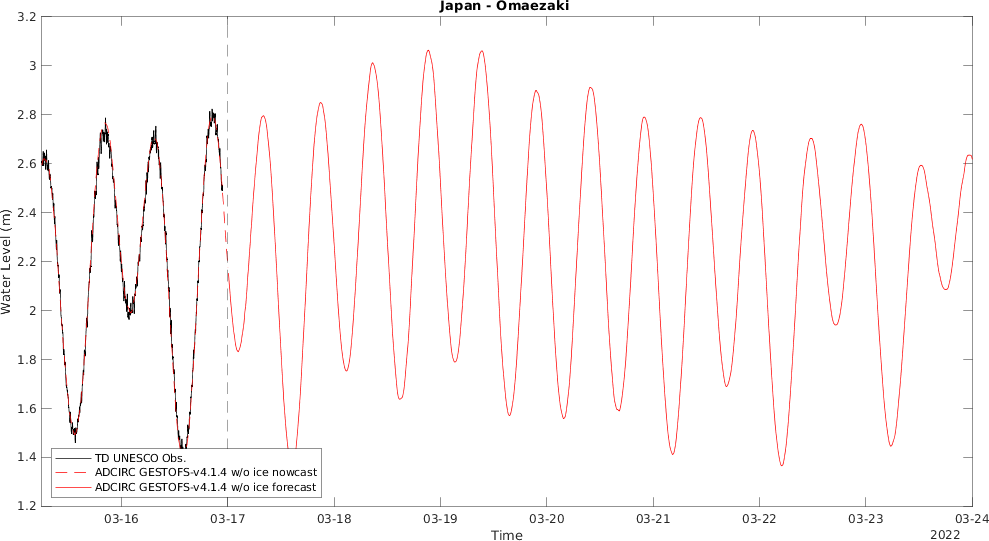 Japan - Omaezaki
3.2
3
2.8
2.6
2.4
2.2
2
1.8
1.6
1.4
1.2
Water Level (m)
TD UNESCO Obs.
ADCIRC GESTOFS-v4.1.4 w/o ice nowcast
ADCIRC GESTOFS-v4.1.4 w/o ice forecast
03-16 03-17 03-18 03-19 03-20 03-21 03-22 03-23 03-24
Time
2022